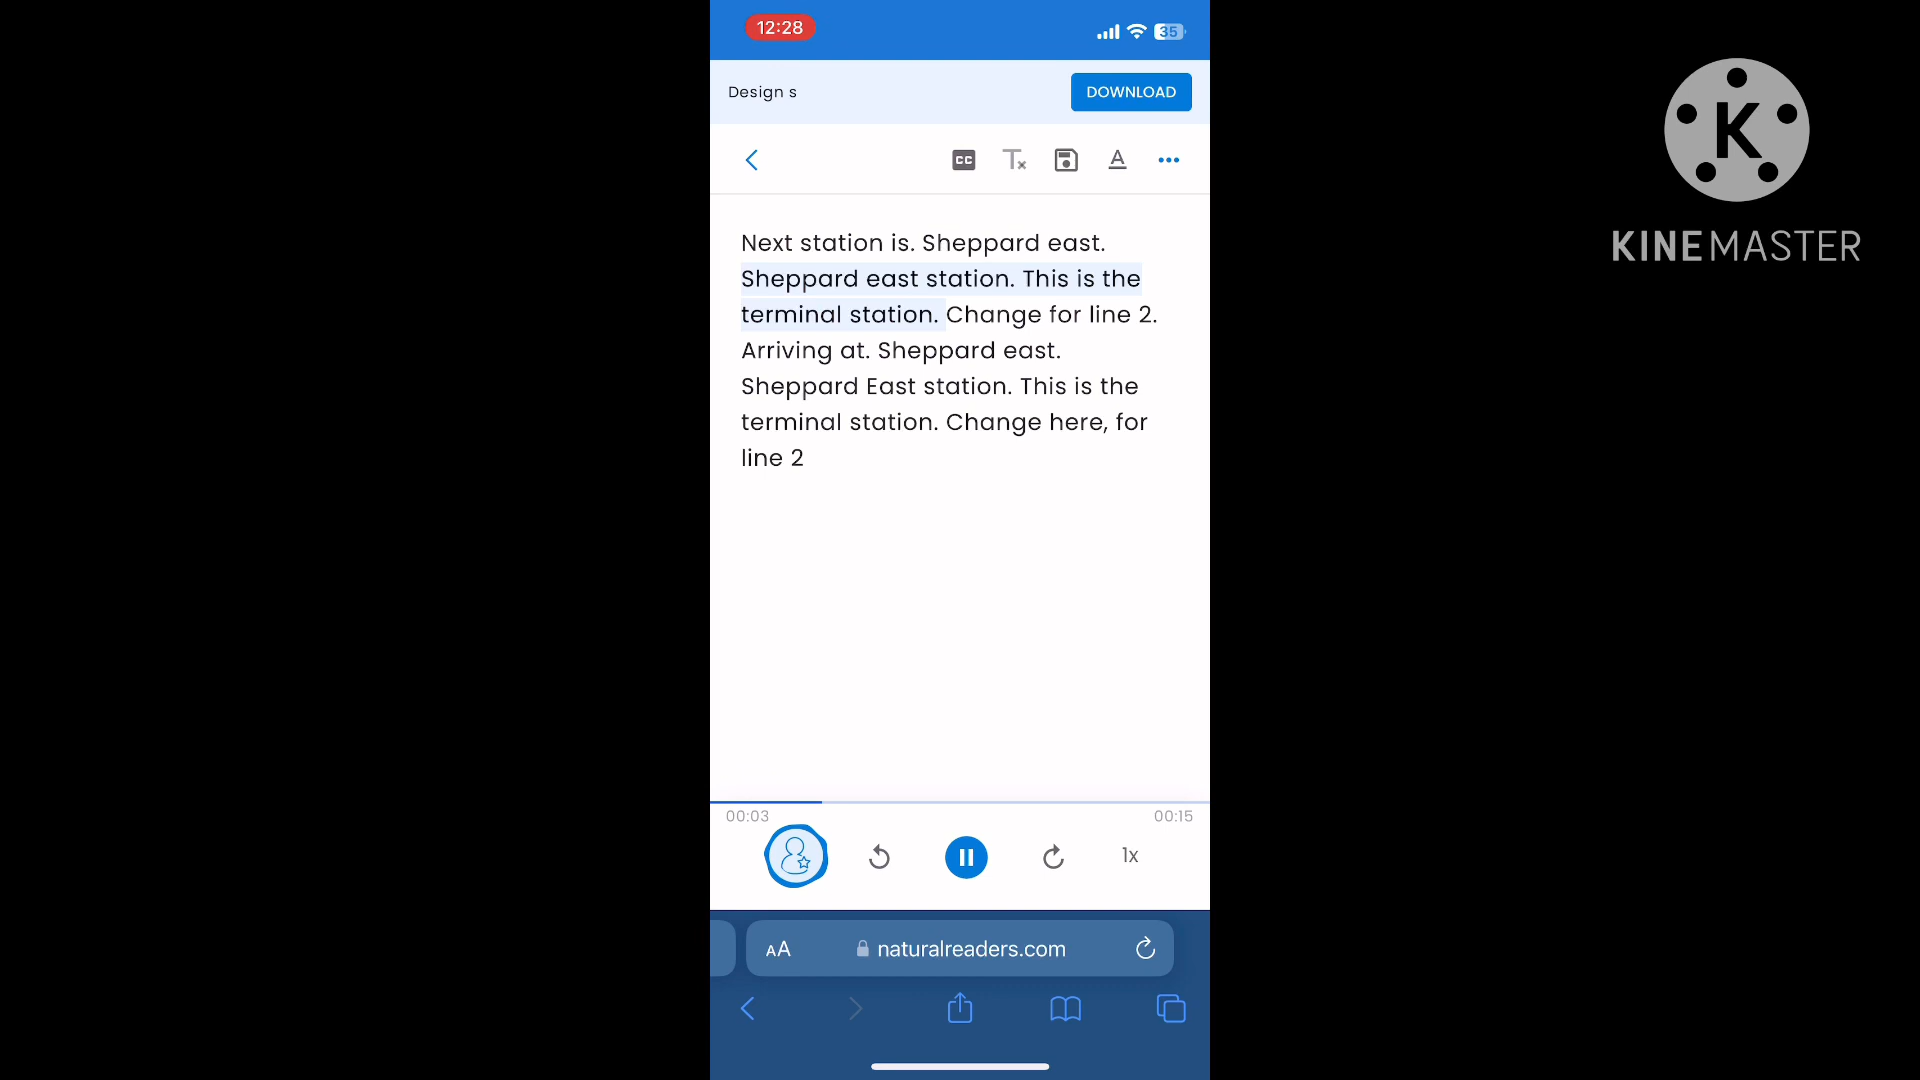 12:28
35
Design s
DOWNLOAD
CC
Next station is. Sheppard east.
Sheppard east station. This is the
terminal station. Change for line 2.
Arriving at. Sheppard east.
Sheppard East station. This is the
terminal station. Change here, for
line 2
00:03
00:15
1x
AA
naturalreaders.com
K
KINEMASTER